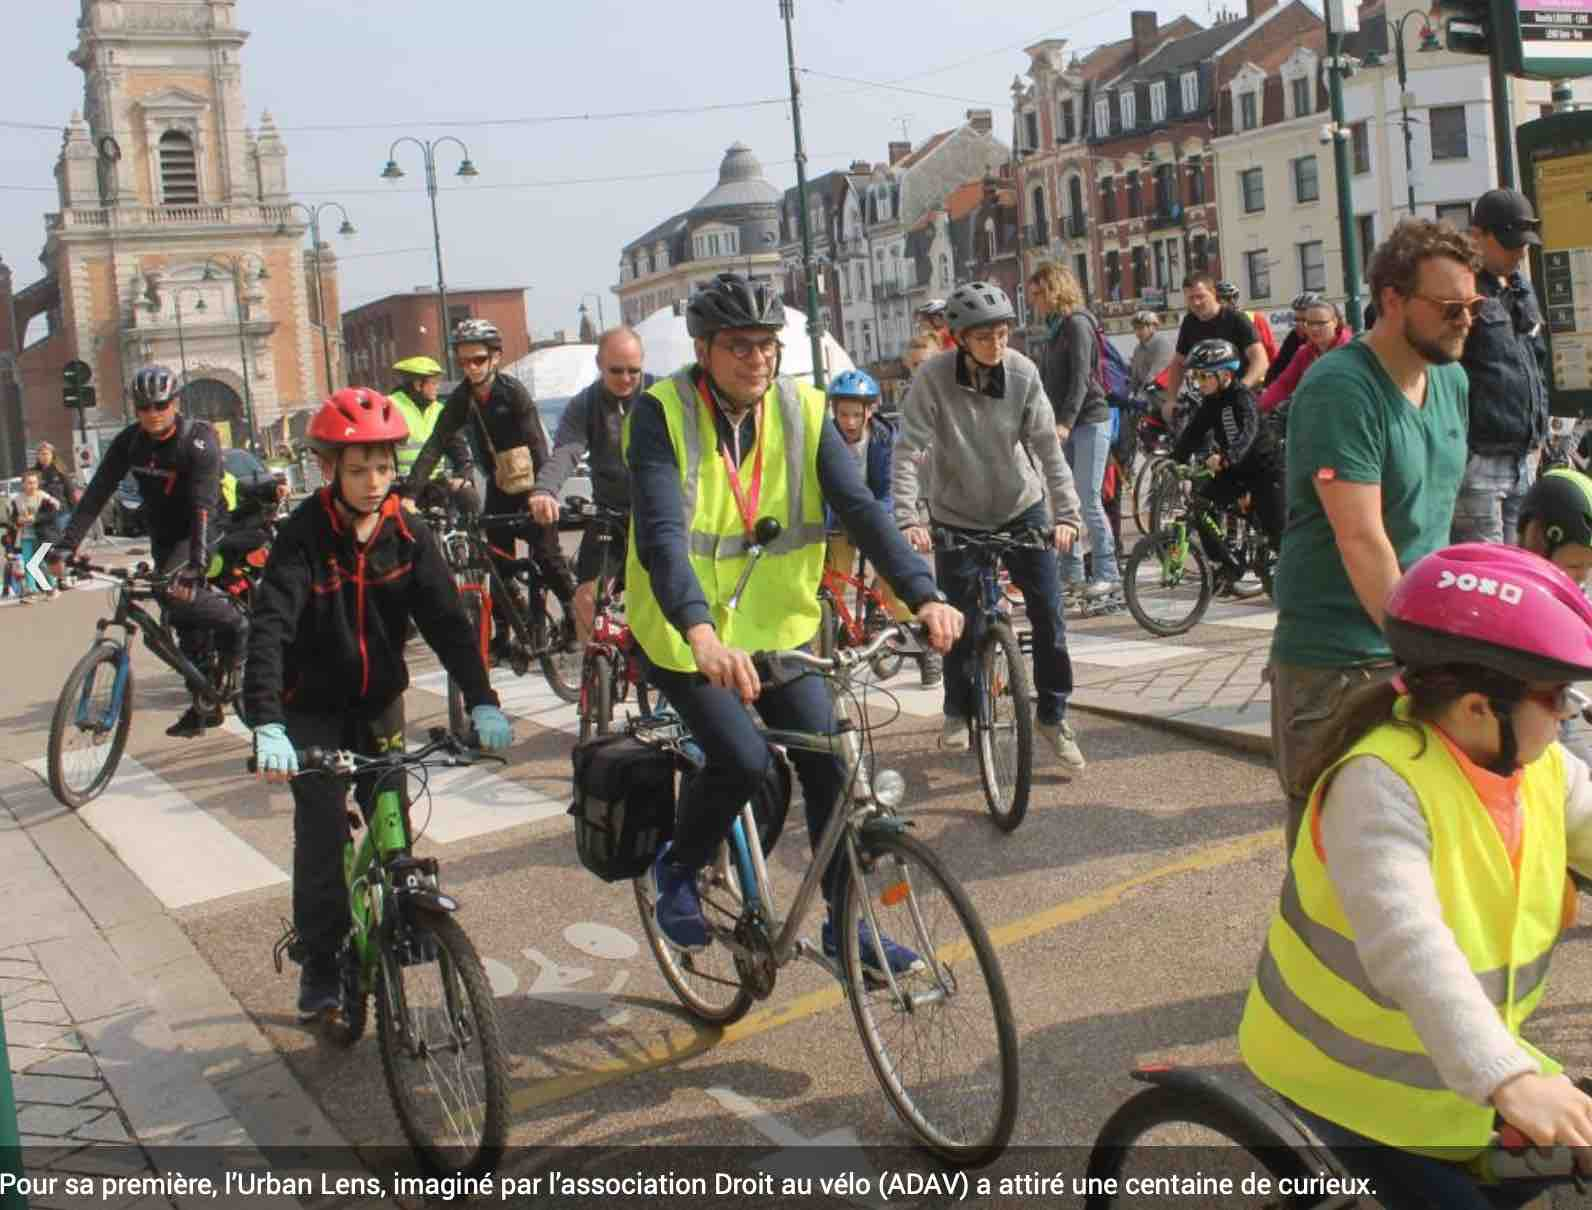 Pour sa première, l'Urban Lens, imaginé par l'association Droit au vélo (ADAV) a attiré une centaine de curieux.